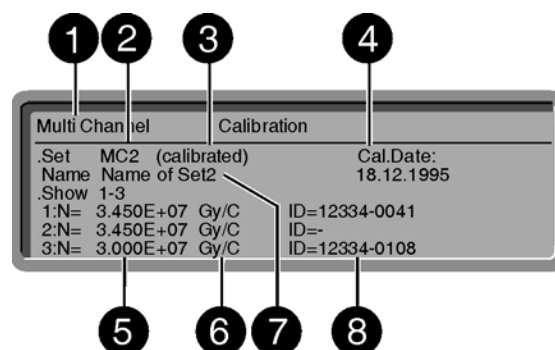 1 2 3 4
Multi Channel Calibration
.Set MC2 (calibrated) Cal.Date:
Name Name of Set2 18.12.1995
.Show 1-3
1:N= 3.450E+07 Gy/C ID=12334-0041
2:N= 3.450E+07 Gy/C ID=-
3:N= 3.000E+07 Gy/C ID=12334-0108
5 6 7 8